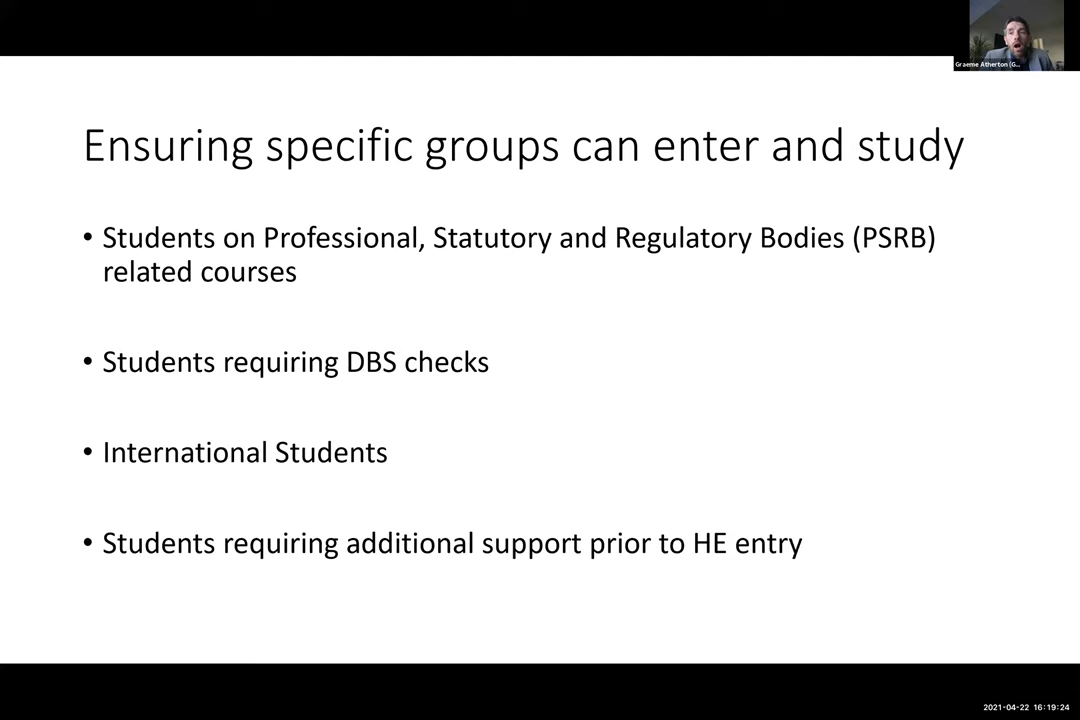 Graeme Atherton (G...
Ensuring specific groups can enter and study
• Students on Professional, Statutory and Regulatory Bodies (PSRB)
related courses
• Students requiring DBS checks
• International Students
• Students requiring additional support prior to HE entry
2021-04-22 16:19:24